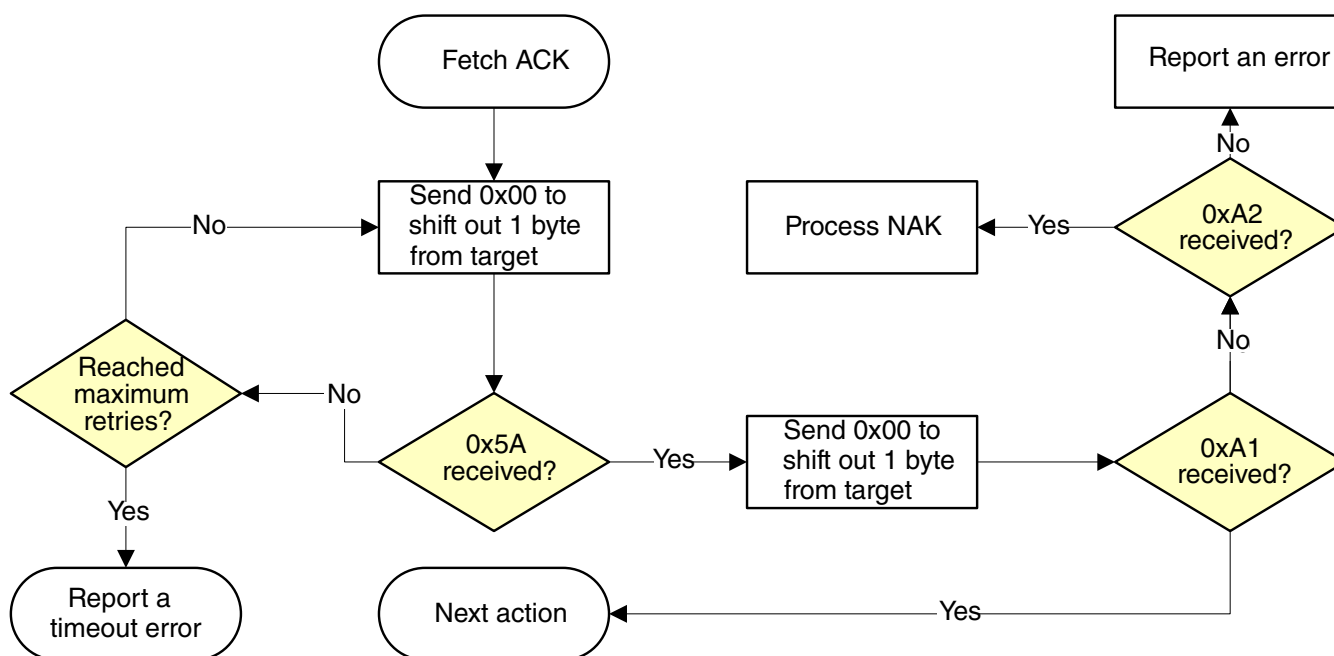 Fetch ACK
Report an error
No
Send 0x00 to
shift out 1 byte
from target
No
Process NAK
Yes
0xA2
received?
No
Reached
maximum
retries?
No
0x5A
received?
Yes
Send 0x00 to
shift out 1 byte
from target
0xA1
received?
Yes
Report a
timeout error
Next action
Yes